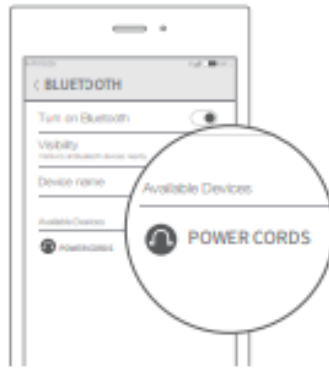 < BLUETOOTH
Turn on Bluetooth
Visibility
Device name
Available Devices
POWER CORDS
Available Devices
POWER CORDS